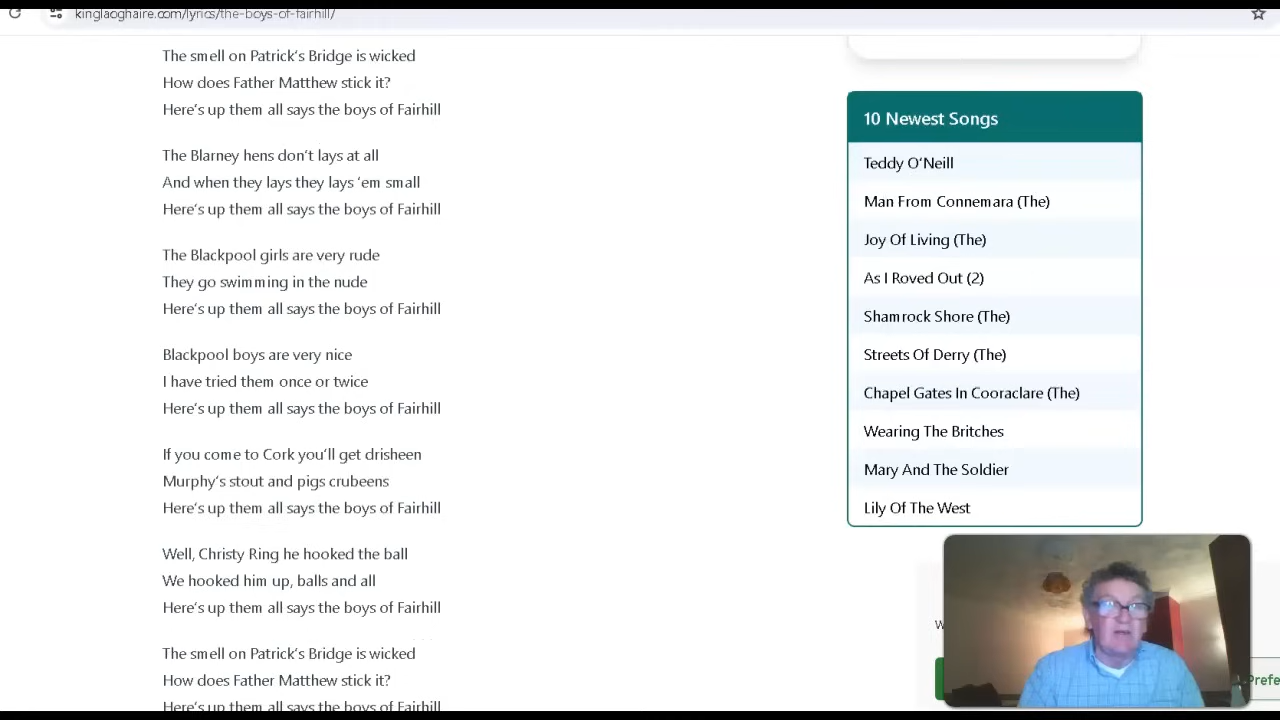 kinglaoghaire.com/lyrics/the-boys-of-fairhill/
The smell on Patrick's Bridge is wicked
How does Father Matthew stick it?
Here's up them all says the boys of Fairhill
The Blarney hens don't lays at all
And when they lays they lays 'em small
Here's up them all says the boys of Fairhill
The Blackpool girls are very rude
They go swimming in the nude
Here's up them all says the boys of Fairhill
Blackpool boys are very nice
I have tried them once or twice
Here's up them all says the boys of Fairhill
If you come to Cork you'll get drisheen
Murphy's stout and pigs crubeens
Here's up them all says the boys of Fairhill
Well, Christy Ring he hooked the ball
We hooked him up, balls and all
Here's up them all says the boys of Fairhill
The smell on Patrick's Bridge is wicked
How does Father Matthew stick it?
Here's up them all says the boys of Fairhill
10 Newest Songs
Teddy O'Neill
Man From Connemara (The)
Joy Of Living (The)
As I Roved Out (2)
Shamrock Shore (The)
Streets Of Derry (The)
Chapel Gates In Cooraclare (The)
Wearing The Britches
Mary And The Soldier
Lily Of The West